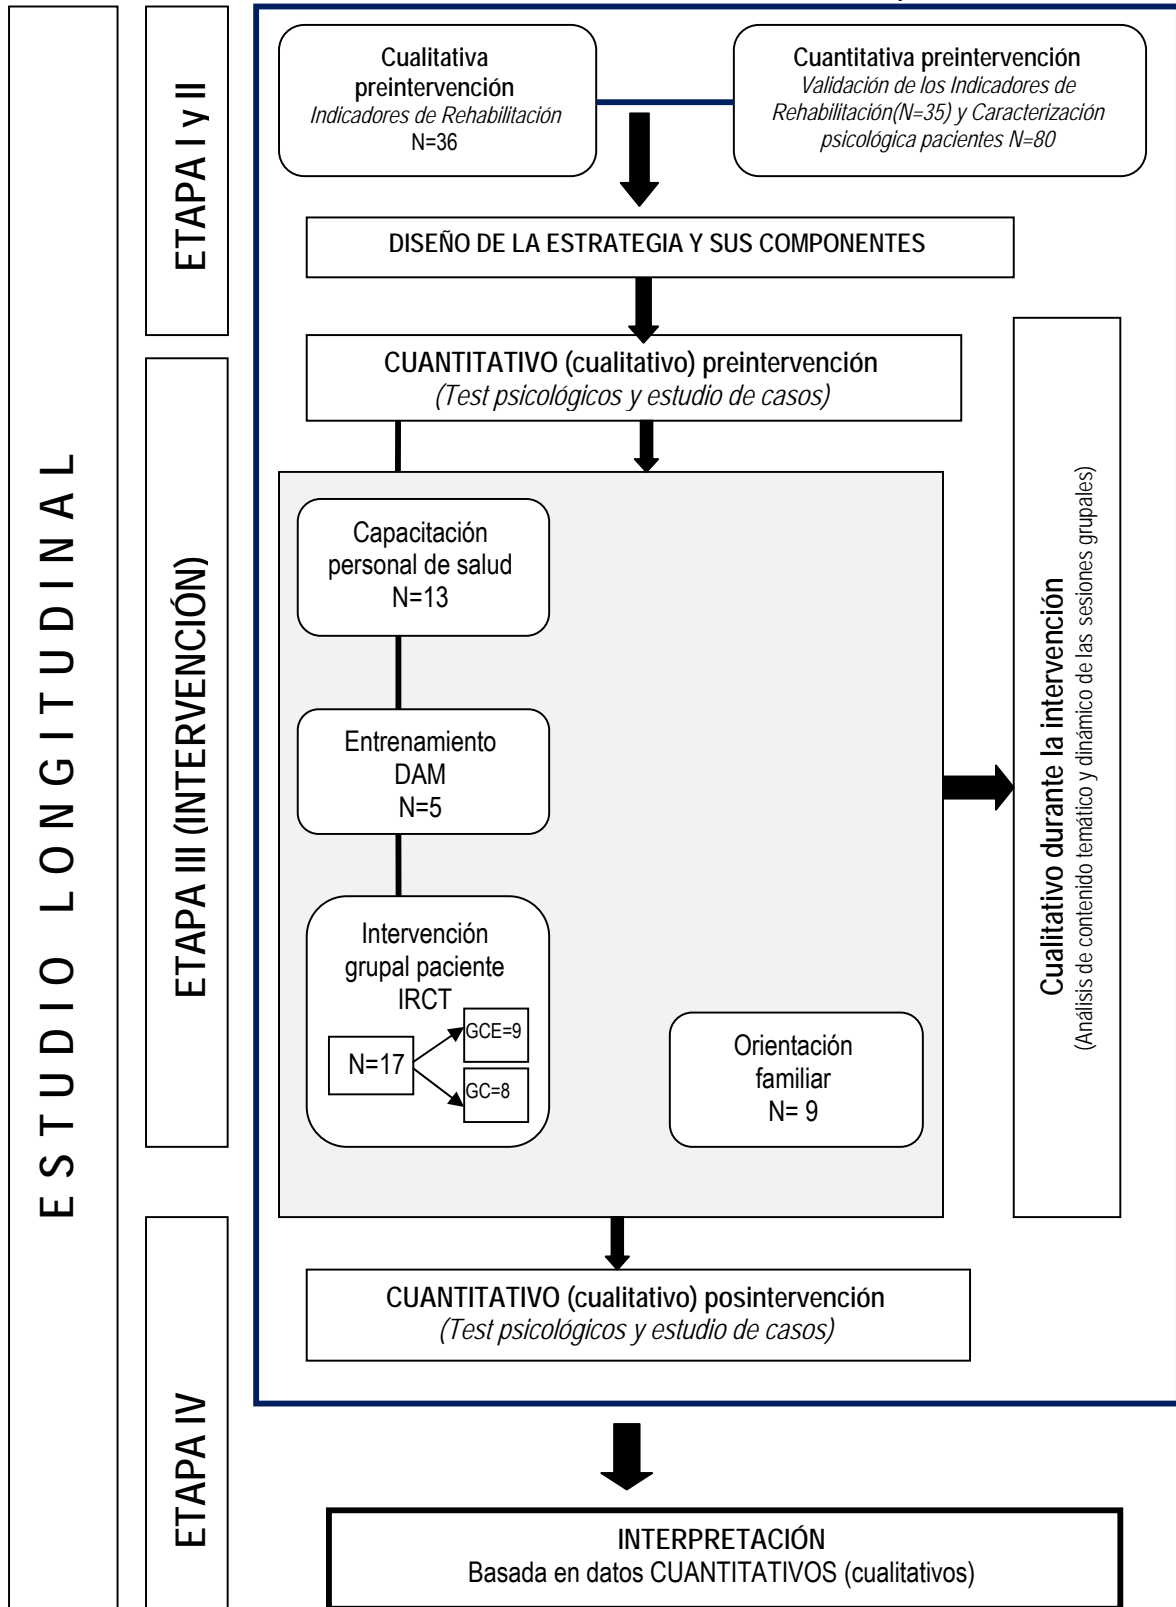 ESTUDIO LONGITUDINAL
ETAPA I y II
Cualitativa
preintervención
Indicadores de Rehabilitación
N=36
Cuantitativa preintervención
Validación de los Indicadores de
Rehabilitación(N=35) y Caracterización
psicológica pacientes N=80
DISEÑO DE LA ESTRATEGIA Y SUS COMPONENTES
ETAPA III (INTERVENCIÓN)
CUANTITATIVO (cualitativo) preintervención
(Test psicológicos y estudio de casos)
Capacitación
personal de salud
N=13
Entrenamiento
DAM
N=5
Intervención
grupal paciente
IRCT
N=17
GCE=9
GC=8
Orientación
familiar
N= 9
Cualitativo durante la intervención
(Análisis de contenido temático y dinámico de las sesiones grupales)
ETAPA IV
CUANTITATIVO (cualitativo) posintervención
(Test psicológicos y estudio de casos)
INTERPRETACIÓN
Basada en datos CUANTITATIVOS (cualitativos)